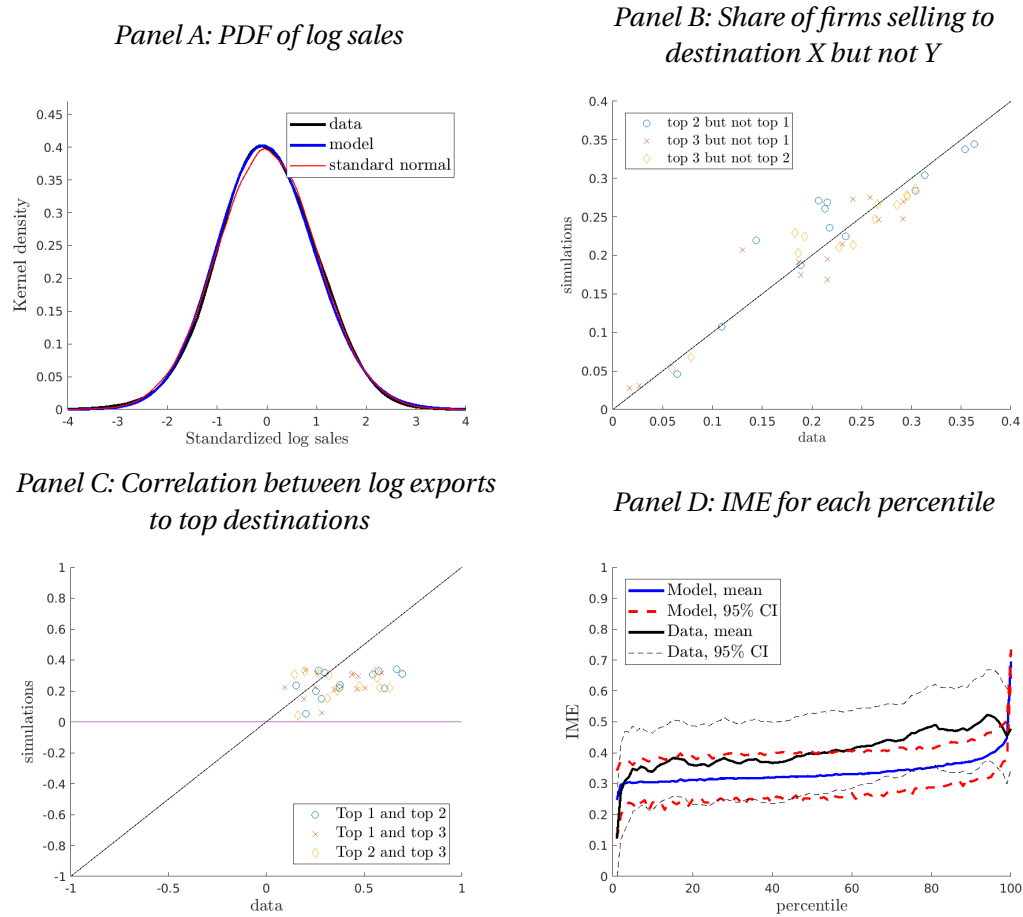 Panel A: PDF of log sales
Panel B: Share of firms selling to
destination X but not Y
0.45
0.4
0.35
0.3
0.25
0.2
0.15
0.1
0.05
0
Kernel density
data
model
standard normal
-4
-3
-2
-1
0
1
2
3
4
Standardized log sales
0.4
0.35
0.3
0.25
0.2
0.15
0.1
0.05
0
simulations
top 2 but not top 1
top 3 but not top 1
top 3 but not top 2
0
0.05
0.1
0.15
0.2
0.25
0.3
0.35
0.4
data
Panel C: Correlation between log exports
to top destinations
Panel D: IME for each percentile
1
0.8
0.6
0.4
0.2
0
-0.2
-0.4
-0.6
-0.8
-1
simulations
Top 1 and top 2
Top 1 and top 3
Top 2 and top 3
-1
-0.5
0
0.5
1
data
1
0.9
0.8
0.7
0.6
0.5
0.4
0.3
0.2
0.1
0
IME
Model, mean
Model, 95% CI
Data, mean
Data, 95% CI
0
20
40
60
80
100
percentile